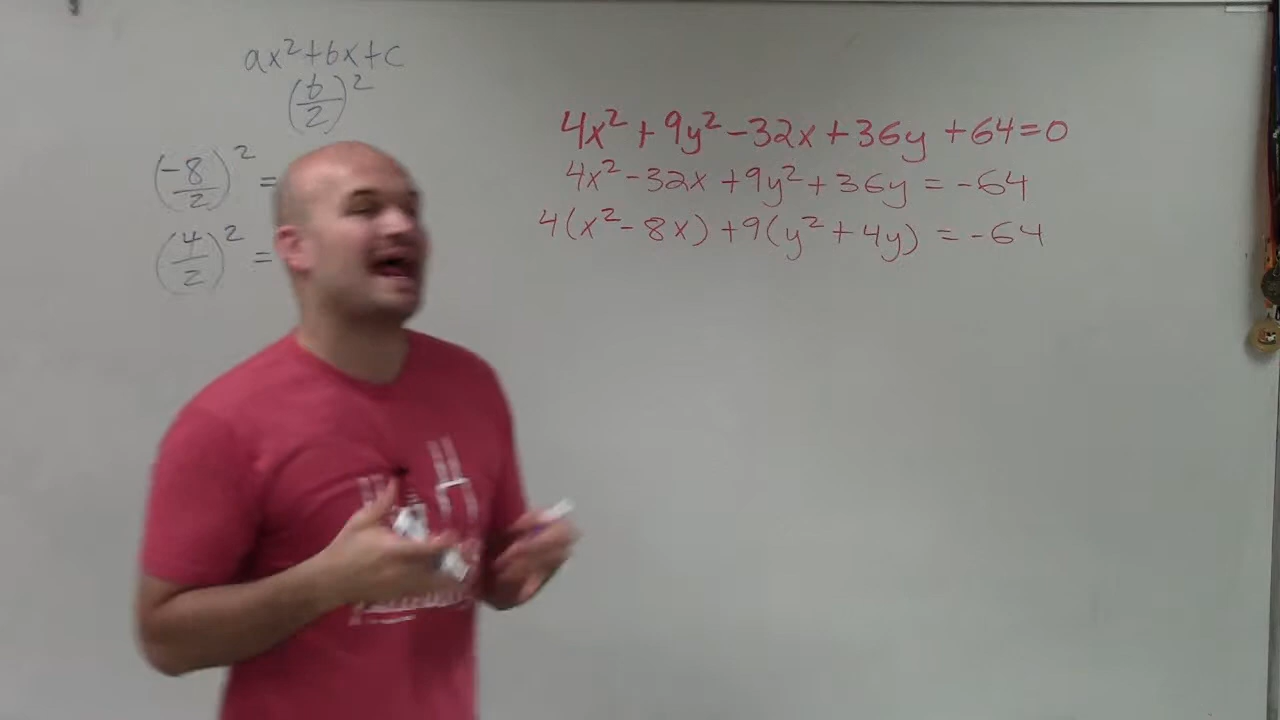 ax²+bx+c
(b/2)²
(-8/2)² =
(4/2)² =
4x² + 9y² - 32x + 36y + 64 = 0
4x² - 32x + 9y² + 36y = -64
4(x² - 8x) + 9(y² + 4y) = -64